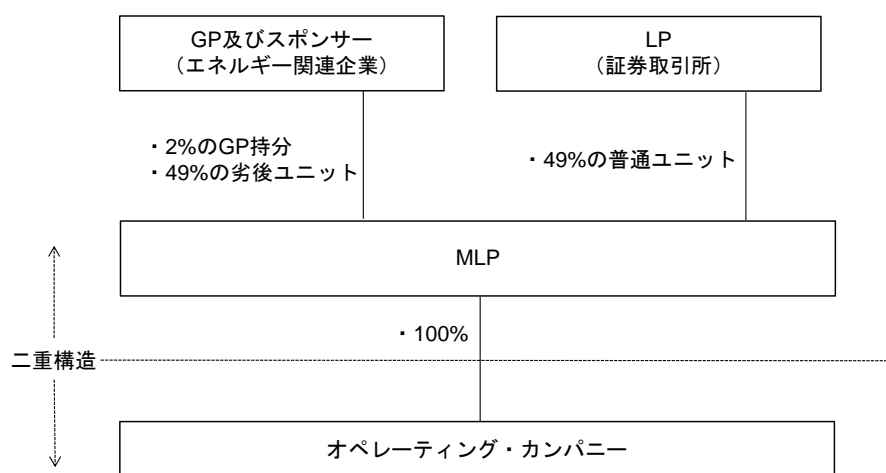 GP及びスポンサー
（エネルギー関連企業）
LP
（証券取引所）
・2%のGP持分
・49%の劣後ユニット
・49%の普通ユニット
MLP
・100%
二重構造
オペレーティング・カンパニー